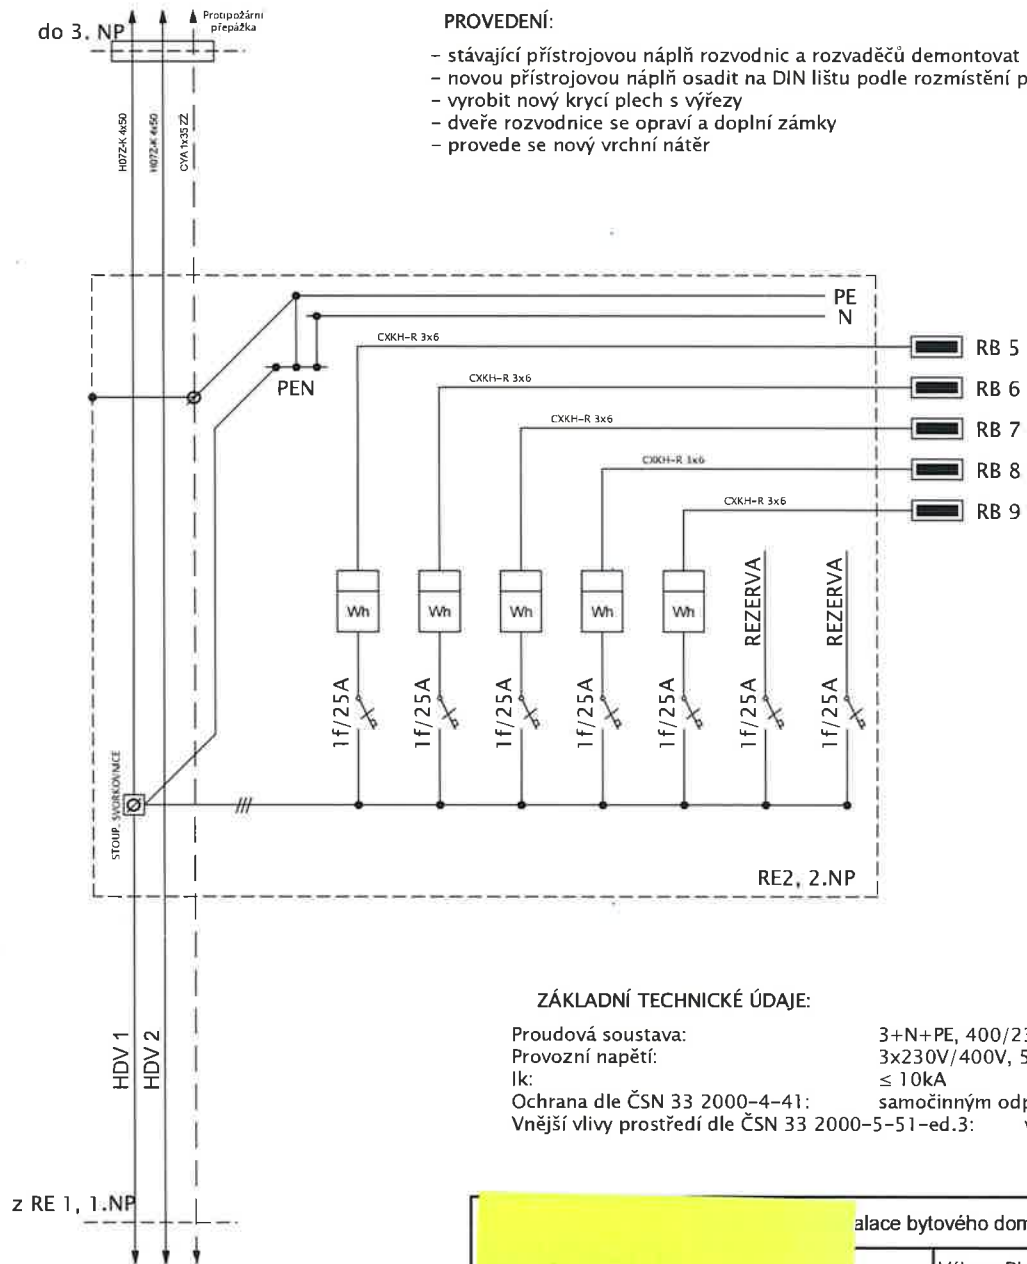 do 3. NP
Protipožární
přepážka
PROVEDENÍ:
- stávající přístrojovou náplň rozvodnic a rozvaděčů demontovat
- novou přístrojovou náplň osadit na DIN lištu podle rozmístění p
- vyrobit nový krycí plech s výřezy
- dveře rozvodnice se opraví a doplní zámky
- provede se nový vrchní nátěr
H07Z-K 4x50
H07Z-K 4x50
CYA 1x35 ZŽ
PE
N
PEN
CXKH-R 3x6
RB 5
CXKH-R 3x6
RB 6
CXKH-R 3x6
RB 7
CXKH-R 3x6
RB 8
CXKH-R 3x6
RB 9
Wh
Wh
Wh
Wh
Wh
REZERVA
REZERVA
1f/25A
1f/25A
1f/25A
1f/25A
1f/25A
1f/25A
1f/25A
STOUP. SVORKOVNICE
RE2, 2.NP
HDV 1
HDV 2
ZÁKLADNÍ TECHNICKÉ ÚDAJE:
Proudová soustava: 3+N+PE, 400/23
Provozní napětí: 3x230V/400V, 5
Ik: ≤ 10kA
Ochrana dle ČSN 33 2000-4-41: samočinným odp
Vnější vlivy prostředí dle ČSN 33 2000-5-51-ed.3: v
z RE 1, 1.NP
alace bytového dom